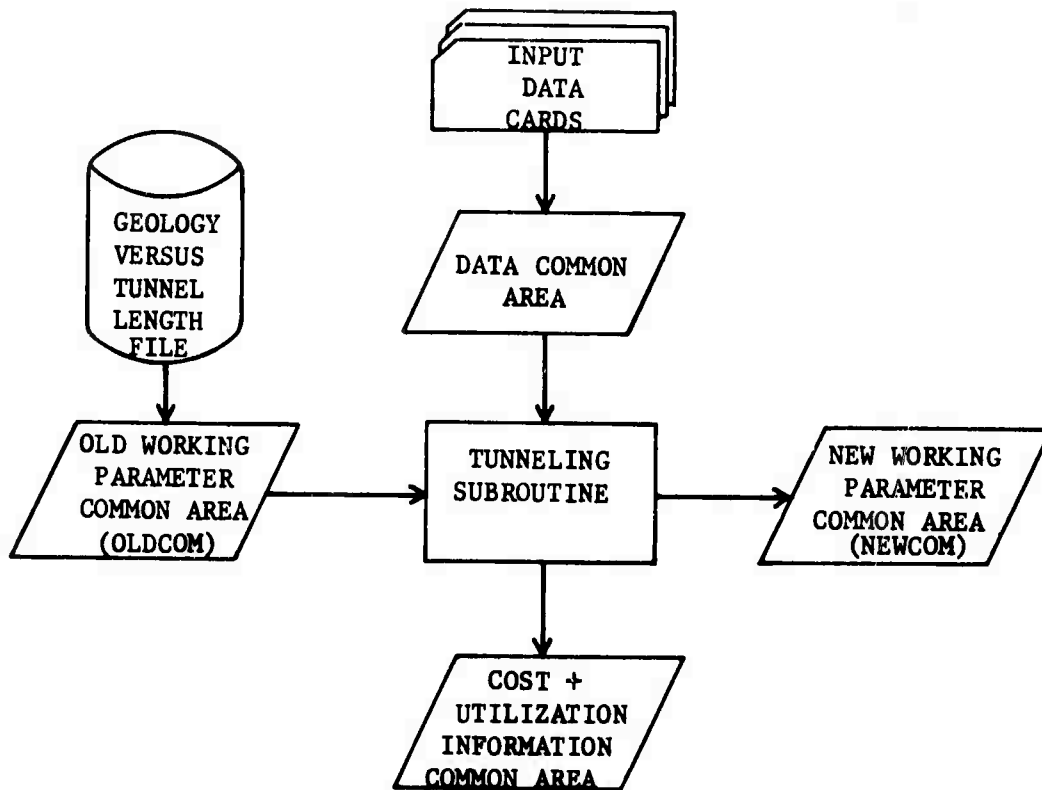 INPUT
DATA
CARDS
GEOLOGY
VERSUS
TUNNEL
LENGTH
FILE
DATA COMMON
AREA
OLD WORKING
PARAMETER
COMMON AREA
(OLDCOM)
TUNNELING
SUBROUTINE
NEW WORKING
PARAMETER
COMMON AREA
(NEWCOM)
COST +
UTILIZATION
INFORMATION
COMMON AREA